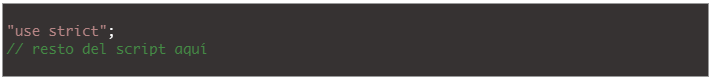 "use strict";
// resto del script aquí